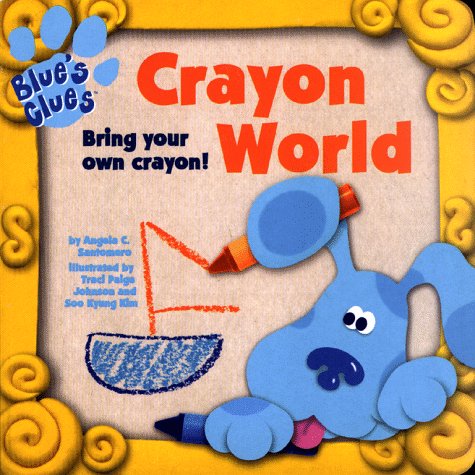 Blue's
Clues™
Crayon
World
Bring your
own crayon!
by Angela C.
Santomero
illustrated by
Traci Paige
Johnson and
Soo Kyung Kim